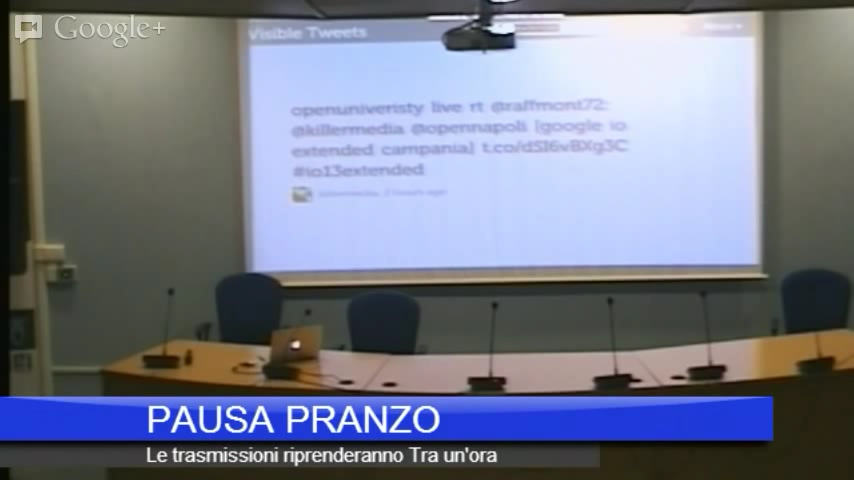 Google+
Visible Tweets
openuniveristy live rt @raffmont72:
@killermedia @opennapoli [google io
extended campania] t.co/dSI6vBXg3C
#io13extended
PAUSA PRANZO
Le trasmissioni riprenderanno Tra un'ora